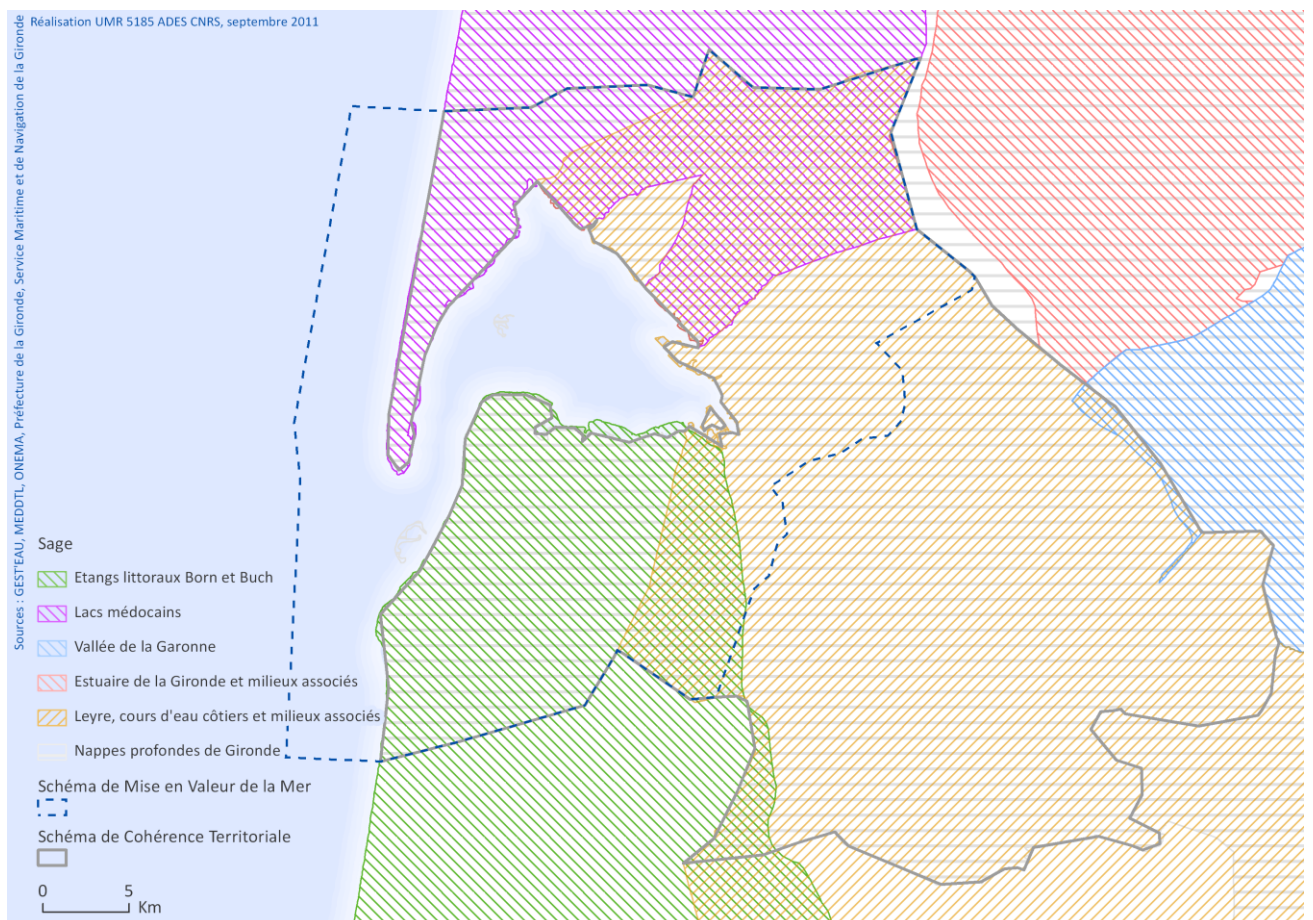 Réalisation UMR 5185 ADES CNRS, septembre 2011
Sources : GEST'EAU, MEDDTL, ONEMA, Préfecture de la Gironde, Service Maritime et de Navigation de la Gironde
Sage
Etangs littoraux Born et Buch
Lacs médocains
Vallée de la Garonne
Estuaire de la Gironde et milieux associés
Leyre, cours d'eau côtiers et milieux associés
Nappes profondes de Gironde
Schéma de Mise en Valeur de la Mer
Schéma de Cohérence Territoriale
0 5
Km